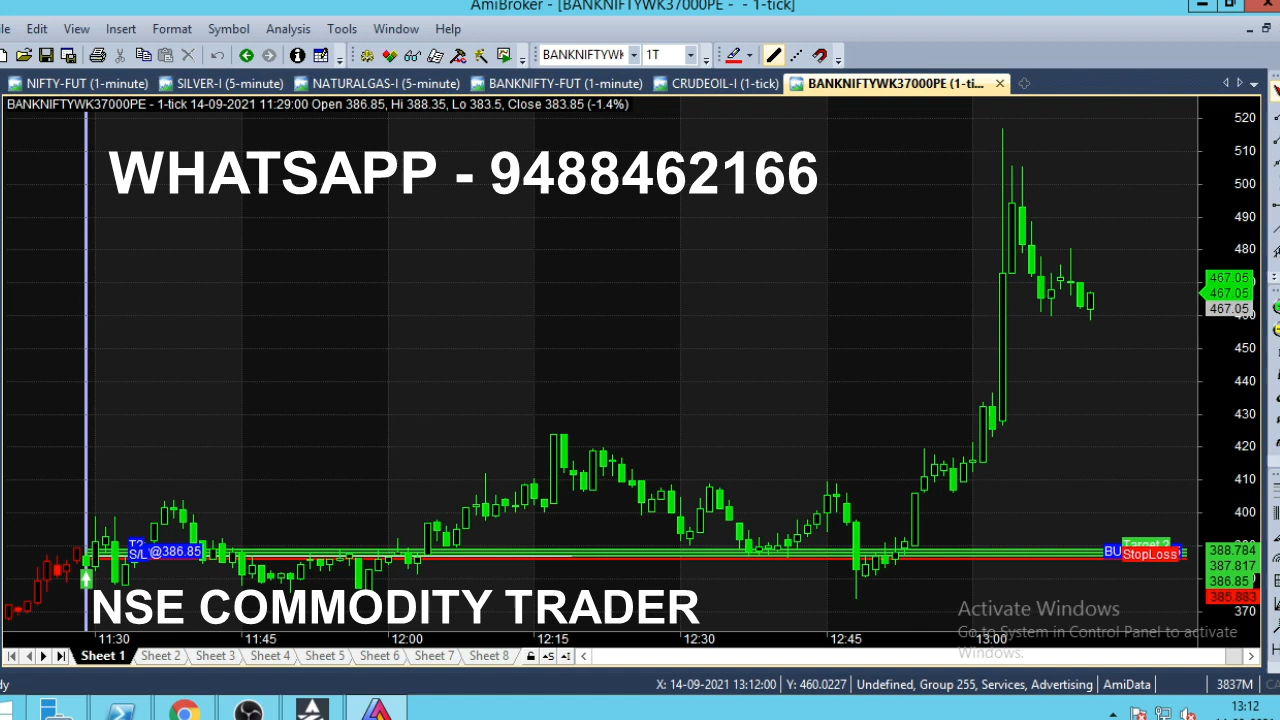 AmiBroker - [BANKNIFTYWK37000PE - - 1-tick]
Edit View Insert Format Symbol Analysis Tools Window Help
BANKNIFTYWK 1T
NIFTY-FUT (1-minute) SILVER-I (5-minute) NATURALGAS-I (5-minute) BANKNIFTY-FUT (1-minute) CRUDEOIL-I (1-tick) BANKNIFTYWK37000PE (1-ti...
BANKNIFTYWK37000PE - 1-tick 14-09-2021 11:29:00 Open 386.85, Hi 388.35, Lo 383.5, Close 383.85 (-1.4%)
520
510
WHATSAPP - 9488462166
500
490
480
467.05
467.05
467.05
450
440
430
420
410
400
T2:
S/L @386.85
Target 2
BU
StopLoss
388.784
387.817
386.85
385.883
370
NSE COMMODITY TRADER
Activate Windows
Go to System in Control Panel to activate
Windows.
11:30 11:45 12:00 12:15 12:30 12:45 13:00
Sheet 1 Sheet 2 Sheet 3 Sheet 4 Sheet 5 Sheet 6 Sheet 7 Sheet 8
X: 14-09-2021 13:12:00 Y: 460.0227 Undefined, Group 255, Services, Advertising AmiData 3837M
13:12